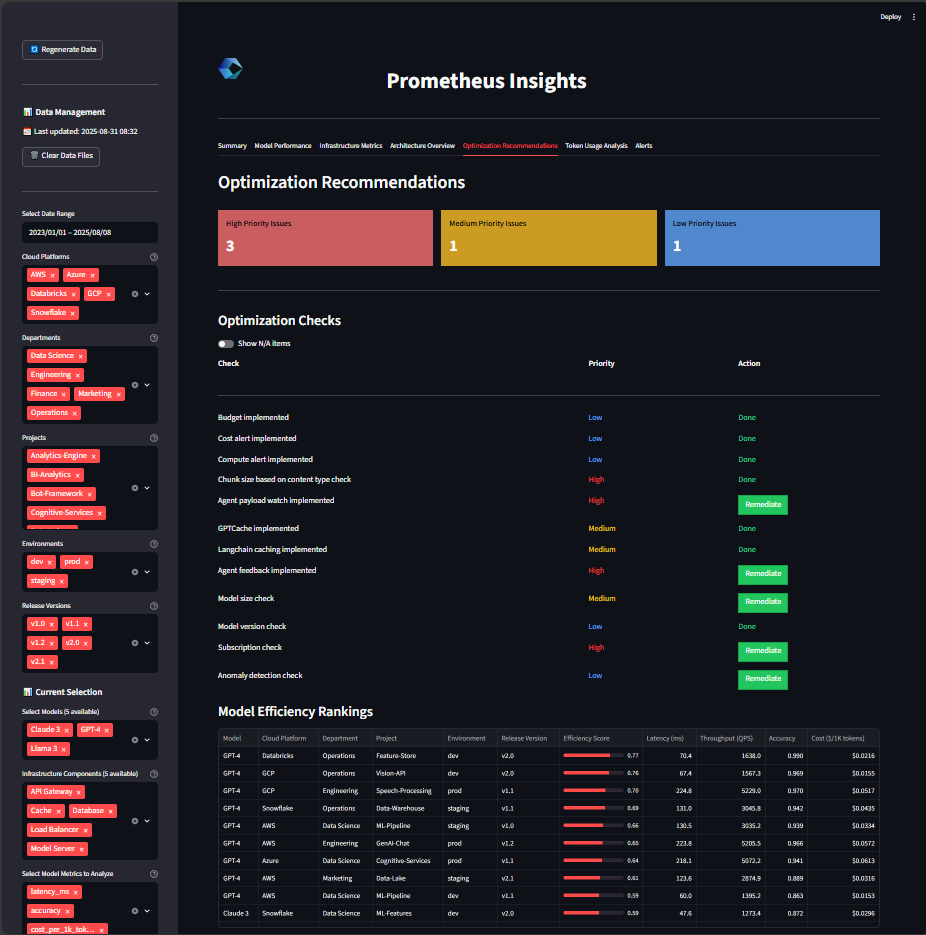 Deploy
Regenerate Data
Data Management
Last updated: 2025-08-31 08:32
Clear Data Files
Select Date Range
2023/01/01 – 2025/08/08
Cloud Platforms
AWS × Azure ×
Databricks × GCP ×
Snowflake ×
Departments
Data Science ×
Engineering ×
Finance × Marketing ×
Operations ×
Projects
Analytics-Engine ×
BI-Analytics ×
Bot-Framework ×
Cognitive-Services ×
Environments
dev × prod ×
staging ×
Release Versions
v1.0 × v1.1 ×
v1.2 × v2.0 ×
v2.1 ×
Current Selection
Select Models (5 available)
Claude 3 × GPT-4 ×
Llama 3 ×
Infrastructure Components (5 available)
API Gateway ×
Cache × Database ×
Load Balancer ×
Model Server ×
Select Model Metrics to Analyze
latency_ms ×
accuracy ×
cost_per_1k_tok... ×
Prometheus Insights
Summary Model Performance Infrastructure Metrics Architecture Overview Optimization Recommendations Token Usage Analysis Alerts
Optimization Recommendations
High Priority Issues
3
Medium Priority Issues
1
Low Priority Issues
1
Optimization Checks
Show N/A items
Check Priority Action
Budget implemented Low Done
Cost alert implemented Low Done
Compute alert implemented Low Done
Chunk size based on content type check High Done
Agent payload watch implemented High Remediate
GPTCache implemented Medium Done
Langchain caching implemented Medium Done
Agent feedback implemented High Remediate
Model size check Medium Remediate
Model version check Low Done
Subscription check High Remediate
Anomaly detection check Low Remediate
Model Efficiency Rankings
Model Cloud Platform Department Project Environment Release Version Efficiency Score Latency (ms) Throughput (QPS) Accuracy Cost ($/1K tokens)
GPT-4 Databricks Operations Feature-Store dev v2.0 0.77 70.4 1638.0 0.990 $0.0216
GPT-4 GCP Operations Vision-API dev v2.0 0.76 67.4 1567.3 0.969 $0.0155
GPT-4 GCP Engineering Speech-Processing prod v1.1 0.70 224.8 5229.0 0.970 $0.0517
GPT-4 Snowflake Operations Data-Warehouse staging v1.1 0.69 131.0 3045.8 0.942 $0.0435
GPT-4 AWS Data Science ML-Pipeline staging v1.0 0.66 130.5 3035.2 0.939 $0.0334
GPT-4 AWS Engineering GenAI-Chat prod v1.1 0.65 223.8 5205.5 0.966 $0.0572
GPT-4 Azure Data Science Cognitive-Services prod v1.1 0.64 218.1 5072.2 0.941 $0.0613
GPT-4 AWS Marketing Data-Lake staging v2.1 0.61 123.6 2874.9 0.889 $0.0316
GPT-4 AWS Data Science ML-Pipeline dev v1.1 0.59 60.0 1395.2 0.863 $0.0153
Claude 3 Snowflake Data Science ML-Features dev v2.0 0.59 47.6 1273.4 0.872 $0.0296